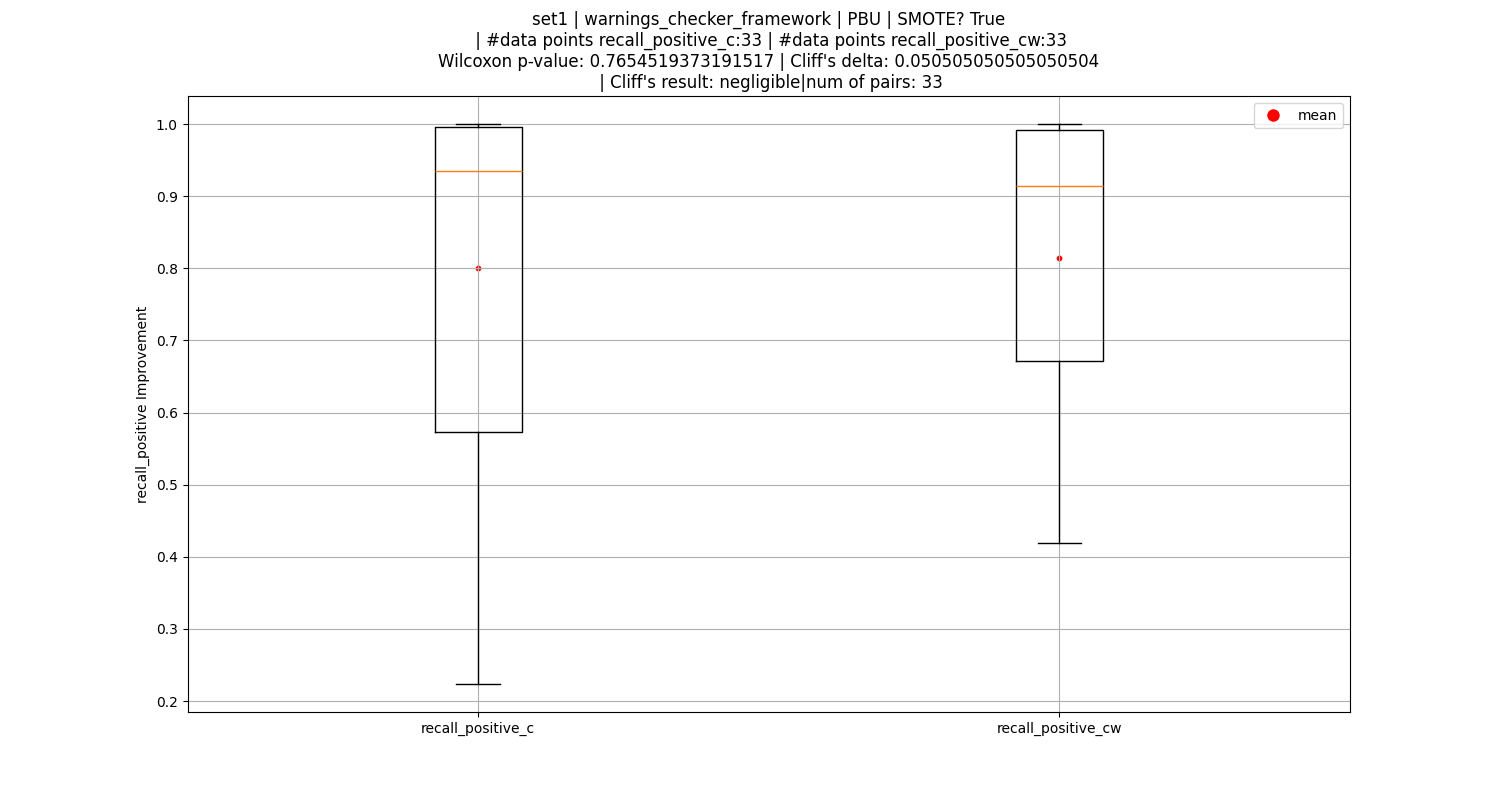 set1 | warnings_checker_framework | PBU | SMOTE? True
| #data points recall_positive_c:33 | #data points recall_positive_cw:33
Wilcoxon p-value: 0.7654519373191517 | Cliff's delta: 0.050505050505050504
| Cliff's result: negligible|num of pairs: 33
mean
1.0
0.9
0.8
0.7
0.6
0.5
0.4
0.3
0.2
recall_positive Improvement
recall_positive_c
recall_positive_cw